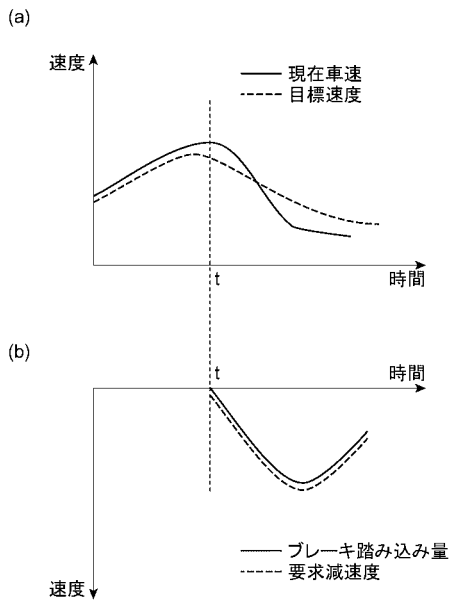 (a)
速度
現在車速
目標速度
t
時間
(b)
t
時間
ブレーキ踏み込み量
要求減速度
速度